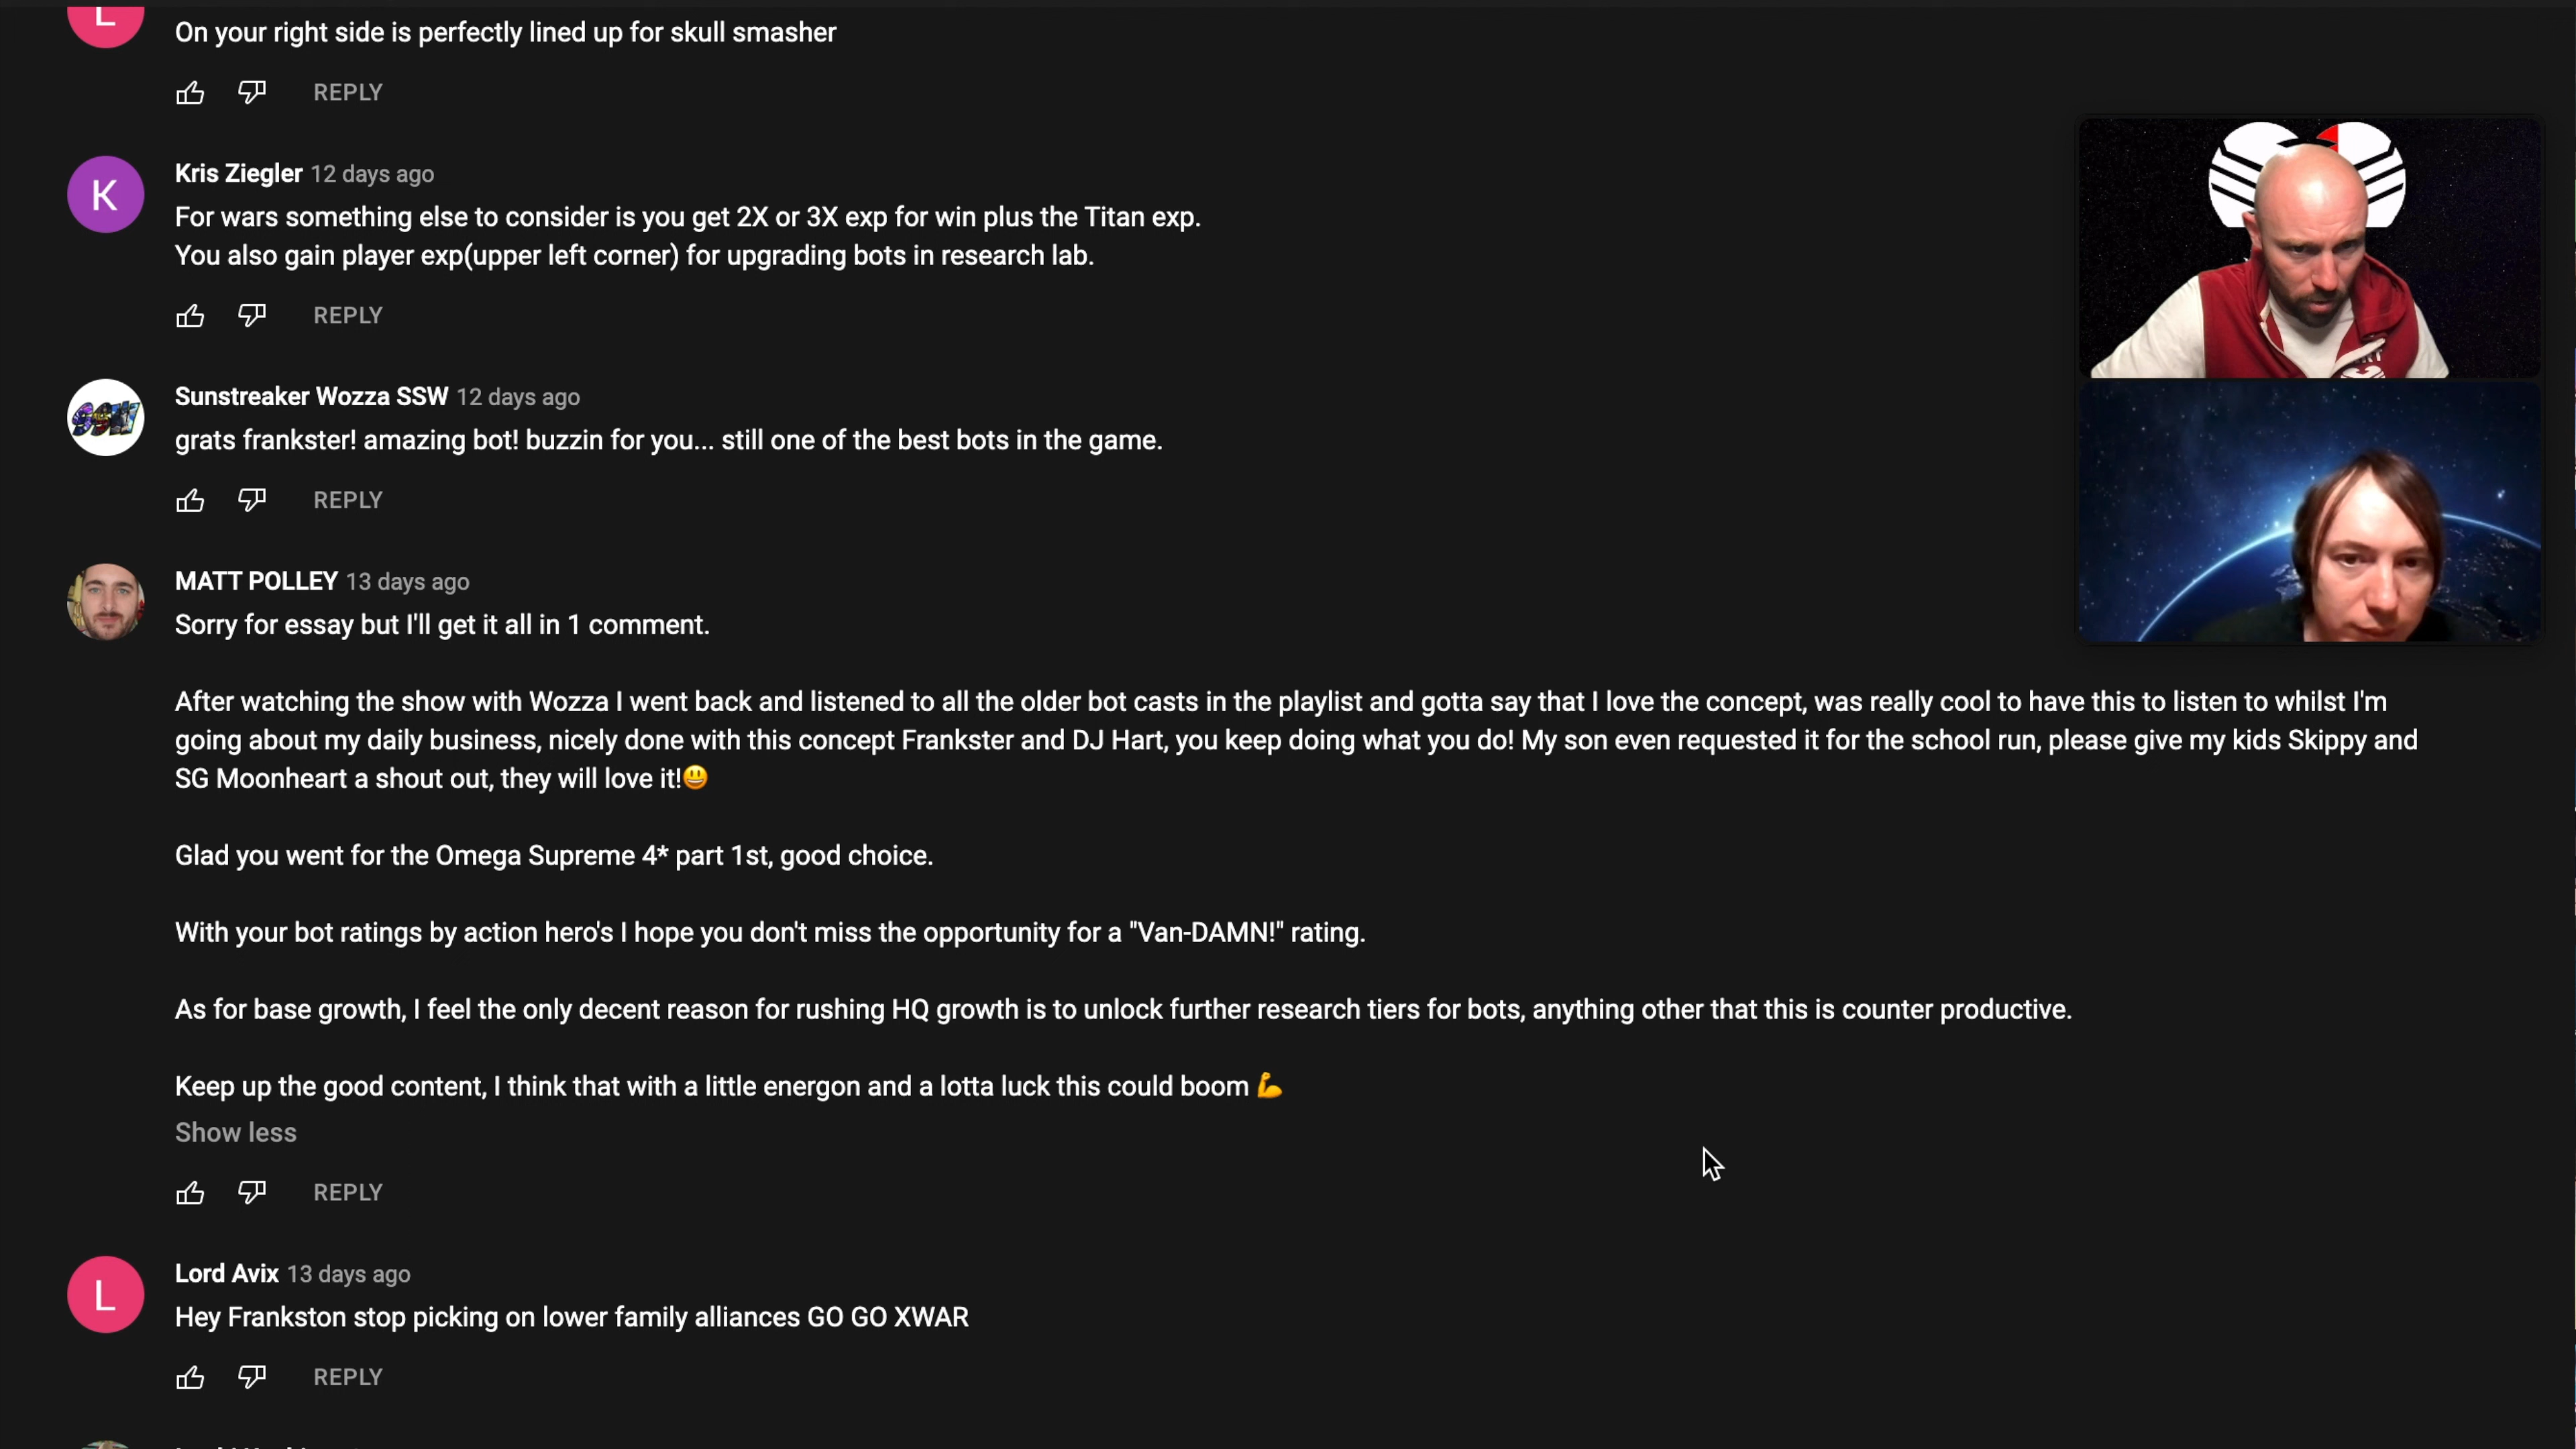 L
On your right side is perfectly lined up for skull smasher
REPLY
K
Kris Ziegler 12 days ago
For wars something else to consider is you get 2X or 3X exp for win plus the Titan exp.
You also gain player exp(upper left corner) for upgrading bots in research lab.
REPLY
SSW
Sunstreaker Wozza SSW 12 days ago
grats frankster! amazing bot! buzzin for you... still one of the best bots in the game.
REPLY
MATT POLLEY 13 days ago
Sorry for essay but I'll get it all in 1 comment.
After watching the show with Wozza I went back and listened to all the older bot casts in the playlist and gotta say that I love the concept, was really cool to have this to listen to whilst I'm
going about my daily business, nicely done with this concept Frankster and DJ Hart, you keep doing what you do! My son even requested it for the school run, please give my kids Skippy and
SG Moonheart a shout out, they will love it!😃
Glad you went for the Omega Supreme 4* part 1st, good choice.
With your bot ratings by action hero's I hope you don't miss the opportunity for a "Van-DAMN!" rating.
As for base growth, I feel the only decent reason for rushing HQ growth is to unlock further research tiers for bots, anything other that this is counter productive.
Keep up the good content, I think that with a little energon and a lotta luck this could boom 💪
Show less
REPLY
L
Lord Avix 13 days ago
Hey Frankston stop picking on lower family alliances GO GO XWAR
REPLY